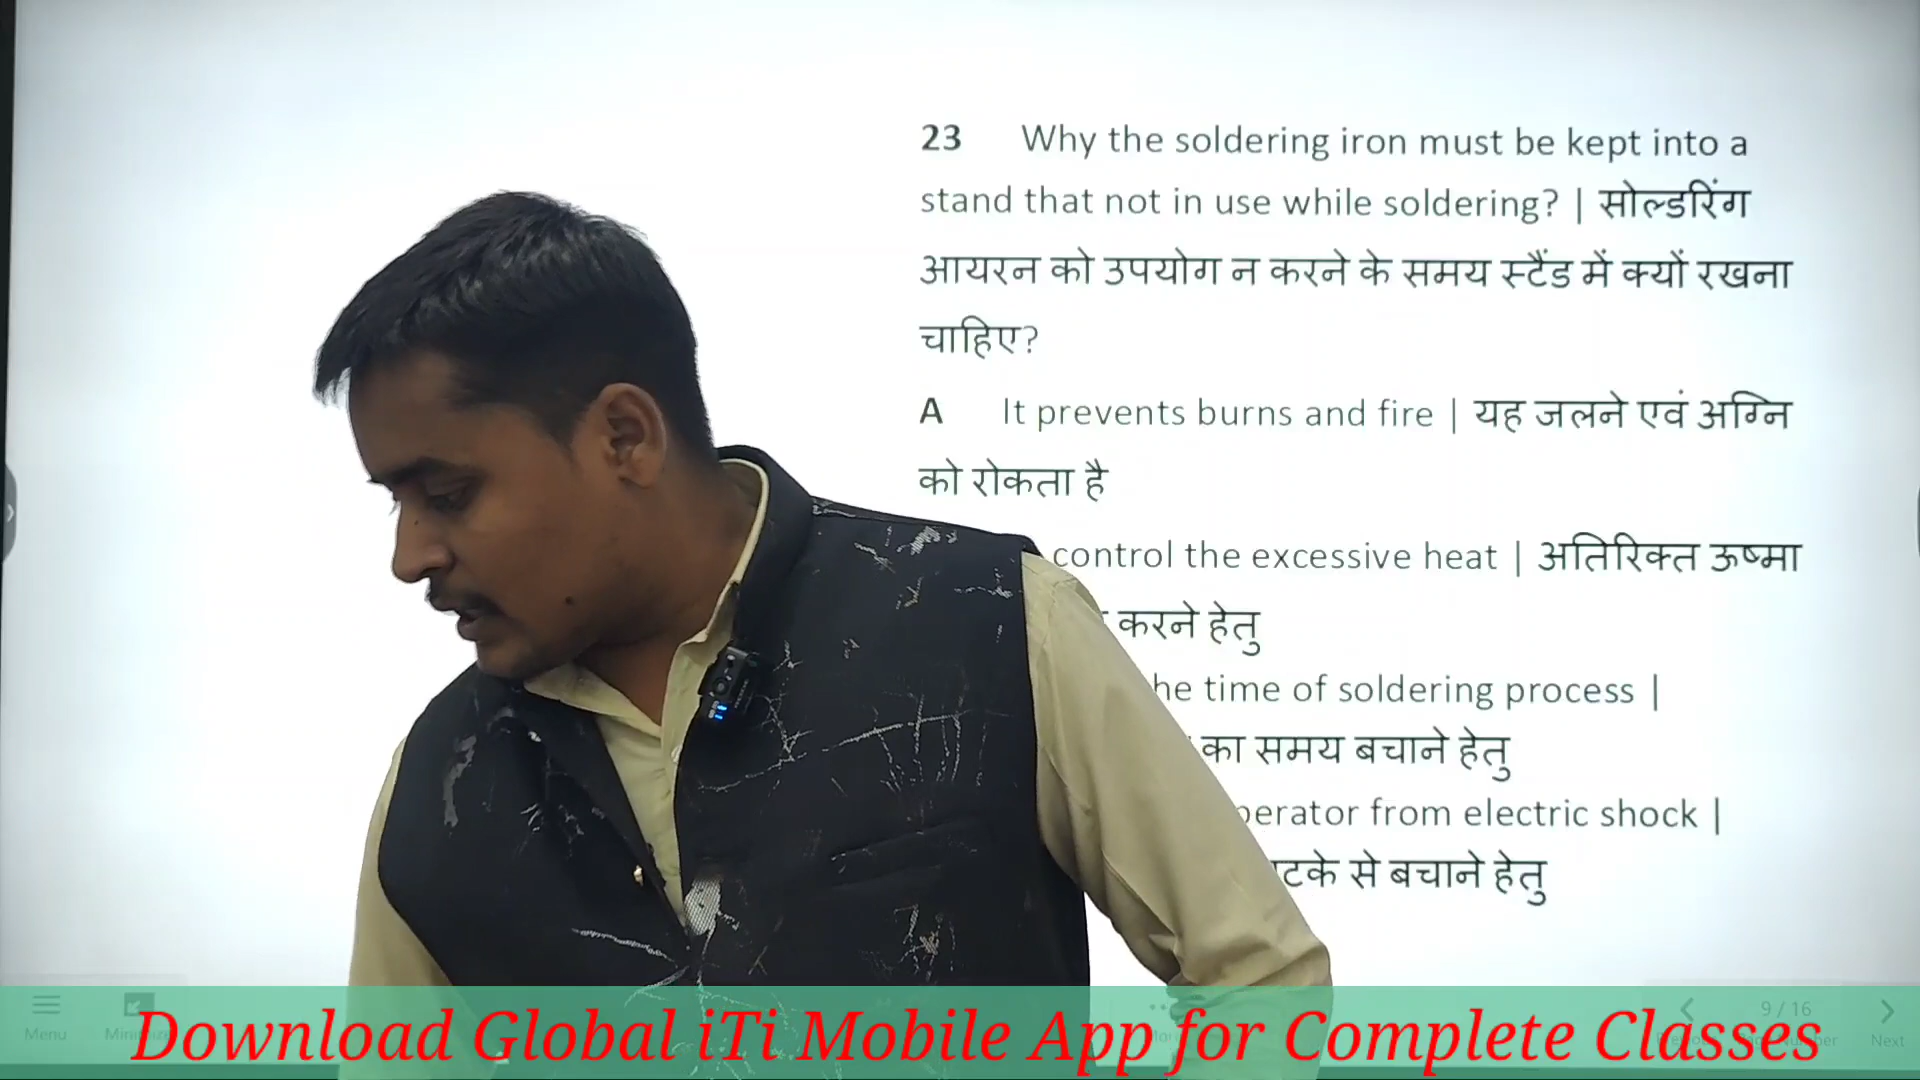 23 Why the soldering iron must be kept into a
stand that not in use while soldering? | सोल्डरिंग
आयरन को उपयोग न करने के समय स्टैंड में क्यों रखना
चाहिए?
A It prevents burns and fire | यह जलने एवं अग्नि
को रोकता है
control the excessive heat | अतिरिक्त ऊष्मा
करने हेतु
time of soldering process |
का समय बचाने हेतु
from electric shock |
से बचाने हेतु
Menu
9 / 16
Next
Download Global iTi Mobile App for Complete Classes